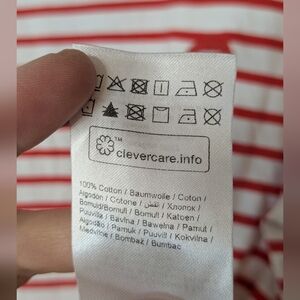 ™
clevercare.info
100% Cotton / Baumwolle / Coton /
Algodón / Cotone / قطن / Хлопок /
Bomuld/Bomull / Bomull / Katoen /
Puuvilla / Bavlna / Bawełna / Pamut /
Algodão / Pamuk / Puuvill / Kokvilna /
Medvilnė / Bombaž / Bumbac